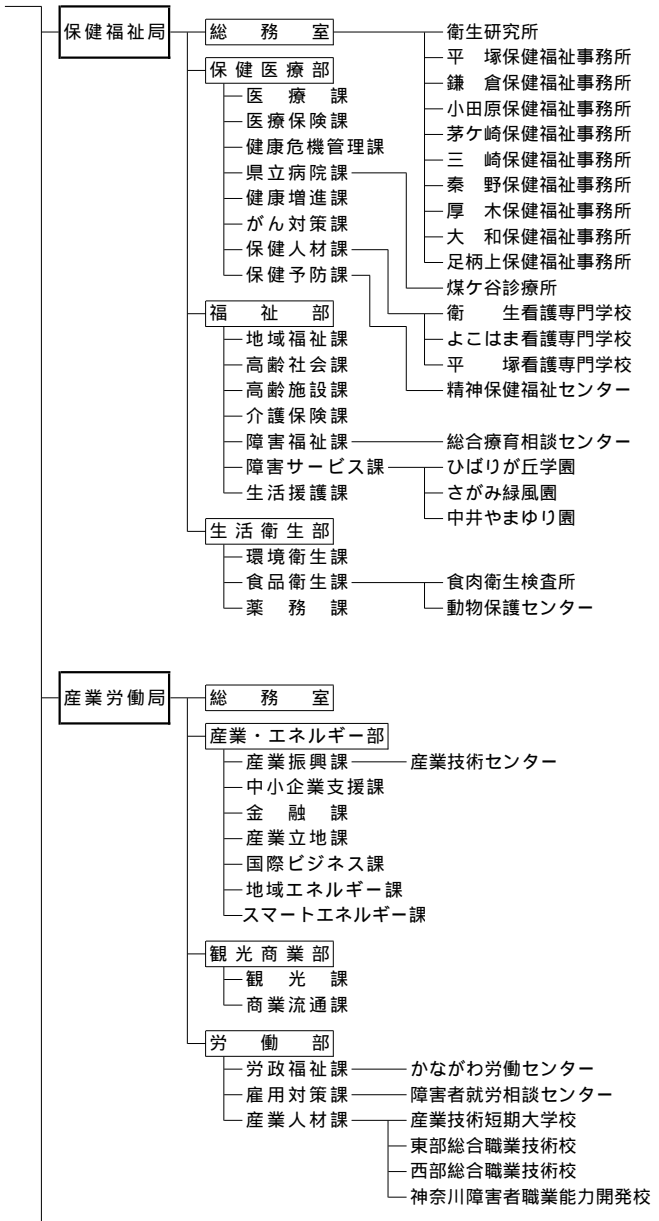 保健福祉局 総務室 衛生研究所
平塚保健福祉事務所
保健医療部 鎌倉保健福祉事務所
医療課 小田原保健福祉事務所
医療保険課 茅ケ崎保健福祉事務所
健康危機管理課 三崎保健福祉事務所
県立病院課 秦野保健福祉事務所
健康増進課 厚木保健福祉事務所
がん対策課 大和保健福祉事務所
保健人材課 足柄上保健福祉事務所
保健予防課 煤ケ谷診療所
福祉部 衛生看護専門学校
地域福祉課 よこはま看護専門学校
高齢社会課 平塚看護専門学校
高齢施設課 精神保健福祉センター
介護保険課
障害福祉課 総合療育相談センター
障害サービス課 ひばりが丘学園
生活援護課 さがみ緑風園
中井やまゆり園
生活衛生部
環境衛生課
食品衛生課 食肉衛生検査所
薬務課 動物保護センター
産業労働局 総務室
産業・エネルギー部
産業振興課 産業技術センター
中小企業支援課
金融課
産業立地課
国際ビジネス課
地域エネルギー課
スマートエネルギー課
観光商業部
観光課
商業流通課
労働部
労政福祉課 かながわ労働センター
雇用対策課 障害者就労相談センター
産業人材課 産業技術短期大学校
東部総合職業技術校
西部総合職業技術校
神奈川障害者職業能力開発校